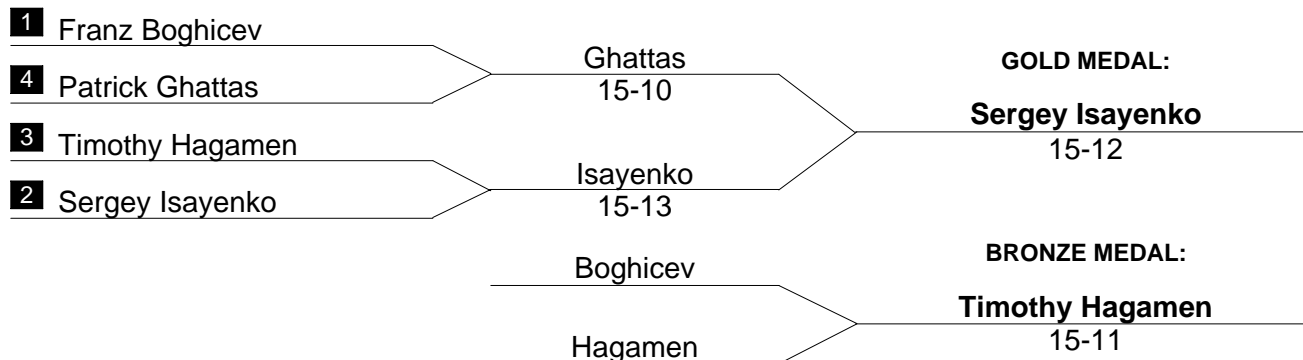 1 Franz Boghicev
4 Patrick Ghattas
3 Timothy Hagamen
2 Sergey Isayenko
Ghattas
15-10
Isayenko
15-13
GOLD MEDAL:
Sergey Isayenko
15-12
Boghicev
Hagamen
BRONZE MEDAL:
Timothy Hagamen
15-11